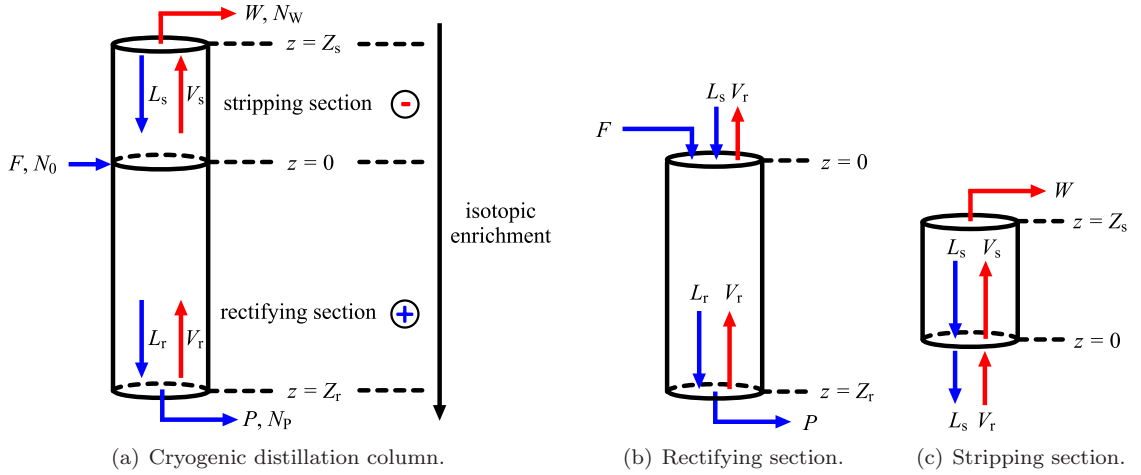 W, N_W
z = Z_s
L_s V_s
stripping section -
F, N_0
z = 0
isotopic
enrichment
rectifying section +
L_r V_r
z = Z_r
P, N_P
(a) Cryogenic distillation column.
L_s V_r
F
z = 0
L_r V_r
z = Z_r
P
(b) Rectifying section.
W
z = Z_s
L_s V_s
z = 0
L_s V_r
(c) Stripping section.